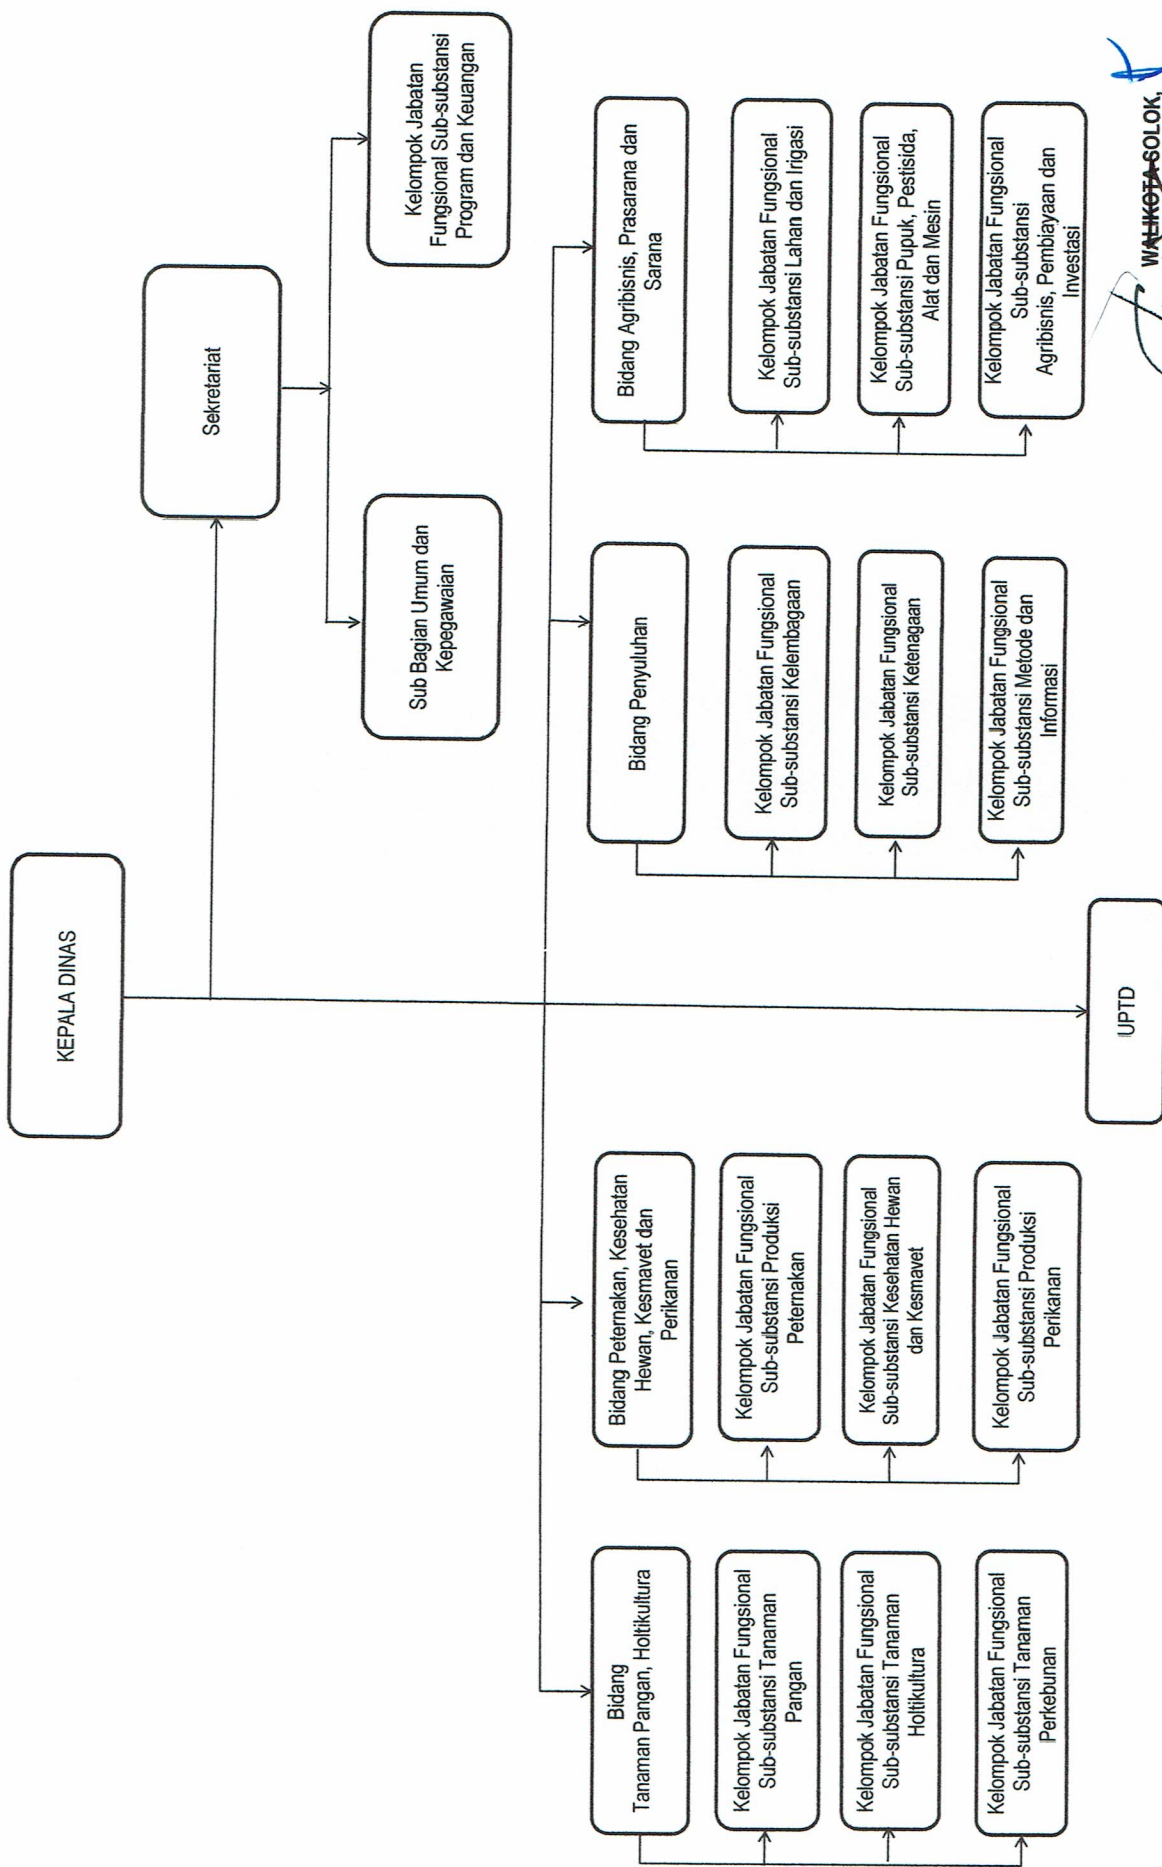 KEPALA DINAS
Sekretariat
Sub Bagian Umum dan
Kepegawaian
Kelompok Jabatan
Fungsional Sub-substansi
Program dan Keuangan
Bidang
Tanaman Pangan, Holtikultura
Kelompok Jabatan Fungsional
Sub-substansi Tanaman
Pangan
Kelompok Jabatan Fungsional
Sub-substansi Tanaman
Holtikultura
Kelompok Jabatan Fungsional
Sub-substansi Tanaman
Perkebunan
Bidang Peternakan, Kesehatan
Hewan, Kesmavet dan
Perikanan
Kelompok Jabatan Fungsional
Sub-substansi Produksi
Peternakan
Kelompok Jabatan Fungsional
Sub-substansi Kesehatan Hewan
dan Kesmavet
Kelompok Jabatan Fungsional
Sub-substansi Produksi
Perikanan
Bidang Penyuluhan
Kelompok Jabatan Fungsional
Sub-substansi Kelembagaan
Kelompok Jabatan Fungsional
Sub-substansi Ketenagaan
Kelompok Jabatan Fungsional
Sub-substansi Metode dan
Informasi
Bidang Agribisnis, Prasarana dan
Sarana
Kelompok Jabatan Fungsional
Sub-substansi Lahan dan Irigasi
Kelompok Jabatan Fungsional
Sub-substansi Pupuk, Pestisida,
Alat dan Mesin
Kelompok Jabatan Fungsional
Sub-substansi
Agribisnis, Pembiayaan dan
Investasi
UPTD
WALIKOTA SOLOK,